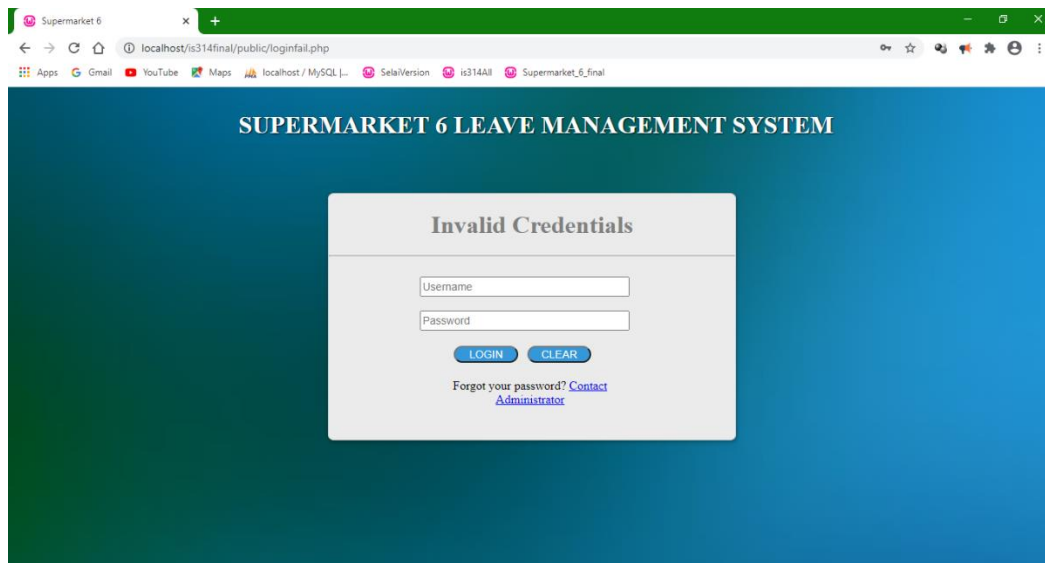 Supermarket 6
localhost/is314final/public/loginfail.php
Apps Gmail YouTube Maps localhost / MySQL |... SelaiVersion is314All Supermarket_6_final
SUPERMARKET 6 LEAVE MANAGEMENT SYSTEM
Invalid Credentials
Username
Password
LOGIN CLEAR
Forgot your password? Contact
Administrator